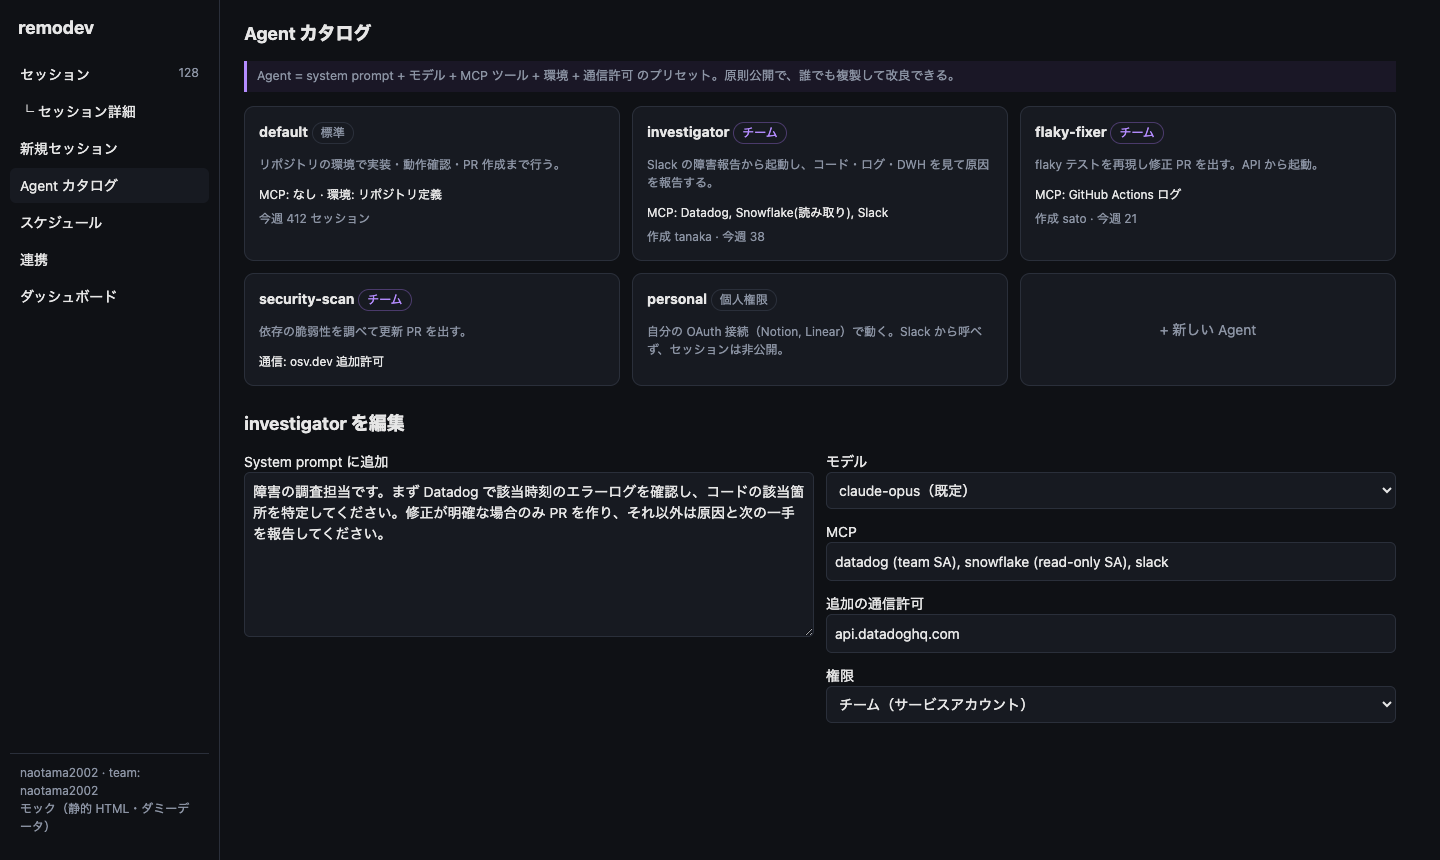 remodev
セッション 128
└ セッション詳細
新規セッション
Agent カタログ
スケジュール
連携
ダッシュボード
naotama2002 · team:
naotama2002
モック（静的 HTML・ダミーデ
ータ）
Agent カタログ
Agent = system prompt + モデル + MCP ツール + 環境 + 通信許可 のプリセット。原則公開で、誰でも複製して改良できる。
default 標準
リポジトリの環境で実装・動作確認・PR 作成まで行う。
MCP: なし · 環境: リポジトリ定義
今週 412 セッション
investigator チーム
Slack の障害報告から起動し、コード・ログ・DWH を見て原因
を報告する。
MCP: Datadog, Snowflake(読み取り), Slack
作成 tanaka · 今週 38
flaky-fixer チーム
flaky テストを再現し修正 PR を出す。API から起動。
MCP: GitHub Actions ログ
作成 sato · 今週 21
security-scan チーム
依存の脆弱性を調べて更新 PR を出す。
通信: osv.dev 追加許可
personal 個人権限
自分の OAuth 接続（Notion, Linear）で動く。Slack から呼べ
ず、セッションは非公開。
+ 新しい Agent
investigator を編集
System prompt に追加
障害の調査担当です。まず Datadog で該当時刻のエラーログを確認し、コードの該当箇
所を特定してください。修正が明確な場合のみ PR を作り、それ以外は原因と次の一手
を報告してください。
モデル
claude-opus（既定）
MCP
datadog (team SA), snowflake (read-only SA), slack
追加の通信許可
api.datadoghq.com
権限
チーム（サービスアカウント）